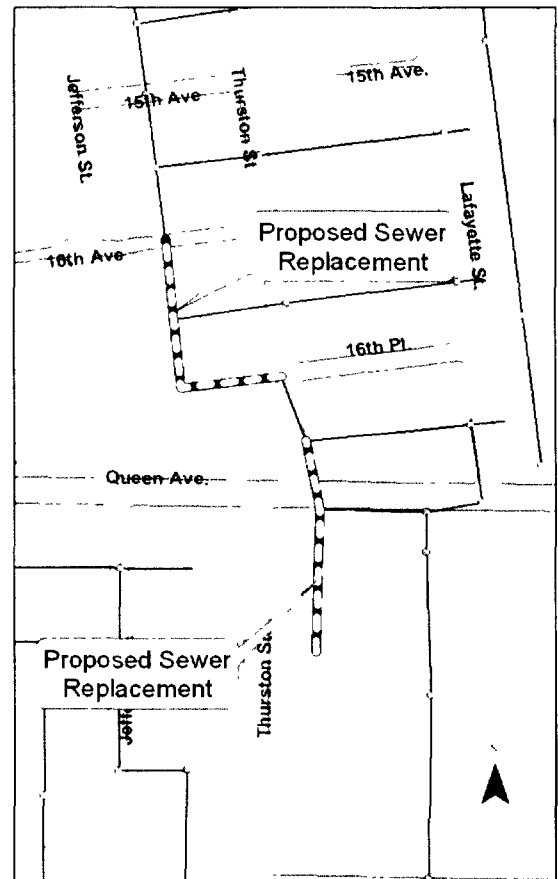 Jefferson St.
15th Ave
Thurston St
15th Ave.
Lafayette St.
16th Ave
Proposed Sewer
Replacement
16th Pl.
Queen Ave.
Proposed Sewer
Replacement
Thurston St.
Jeffe